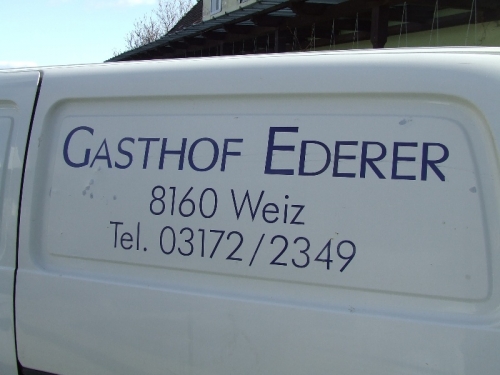 GASTHOF EDERER
8160 Weiz
Tel. 03172/2349